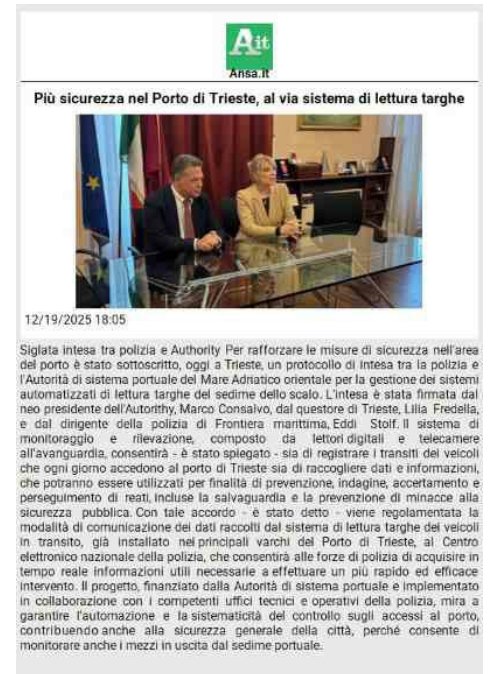 Ait
Ansa.it
Più sicurezza nel Porto di Trieste, al via sistema di lettura targhe
12/19/2025 18:05
Siglata intesa tra polizia e Authority Per rafforzare le misure di sicurezza nell'area
del porto è stato sottoscritto, oggi a Trieste, un protocollo di intesa tra la polizia e
l'Autorità di sistema portuale del Mare Adriatico orientale per la gestione dei sistemi
automatizzati di lettura targhe del sedime dello scalo. L'intesa è stata firmata dal
neo presidente dell'Autorithy, Marco Consalvo, dal questore di Trieste, Lilia Fredella,
e dal dirigente della polizia di Frontiera marittima, Eddi Stolf. Il sistema di
monitoraggio e rilevazione, composto da lettori digitali e telecamere
all'avanguardia, consentirà - è stato spiegato - sia di registrare i transiti dei veicoli
che ogni giorno accedono al porto di Trieste sia di raccogliere dati e informazioni,
che potranno essere utilizzati per finalità di prevenzione, indagine, accertamento e
perseguimento di reati, incluse la salvaguardia e la prevenzione di minacce alla
sicurezza pubblica. Con tale accordo - è stato detto - viene regolamentata la
modalità di comunicazione dei dati raccolti dal sistema di lettura targhe dei veicoli
in transito, già installato nei principali varchi del Porto di Trieste, al Centro
elettronico nazionale della polizia, che consentirà alle forze di polizia di acquisire in
tempo reale informazioni utili necessarie a effettuare un più rapido ed efficace
intervento. Il progetto, finanziato dalla Autorità di sistema portuale e implementato
in collaborazione con i competenti uffici tecnici e operativi della polizia, mira a
garantire l'automazione e la sistematicità del controllo sugli accessi al porto,
contribuendo anche alla sicurezza generale della città, perché consente di
monitorare anche i mezzi in uscita dal sedime portuale.